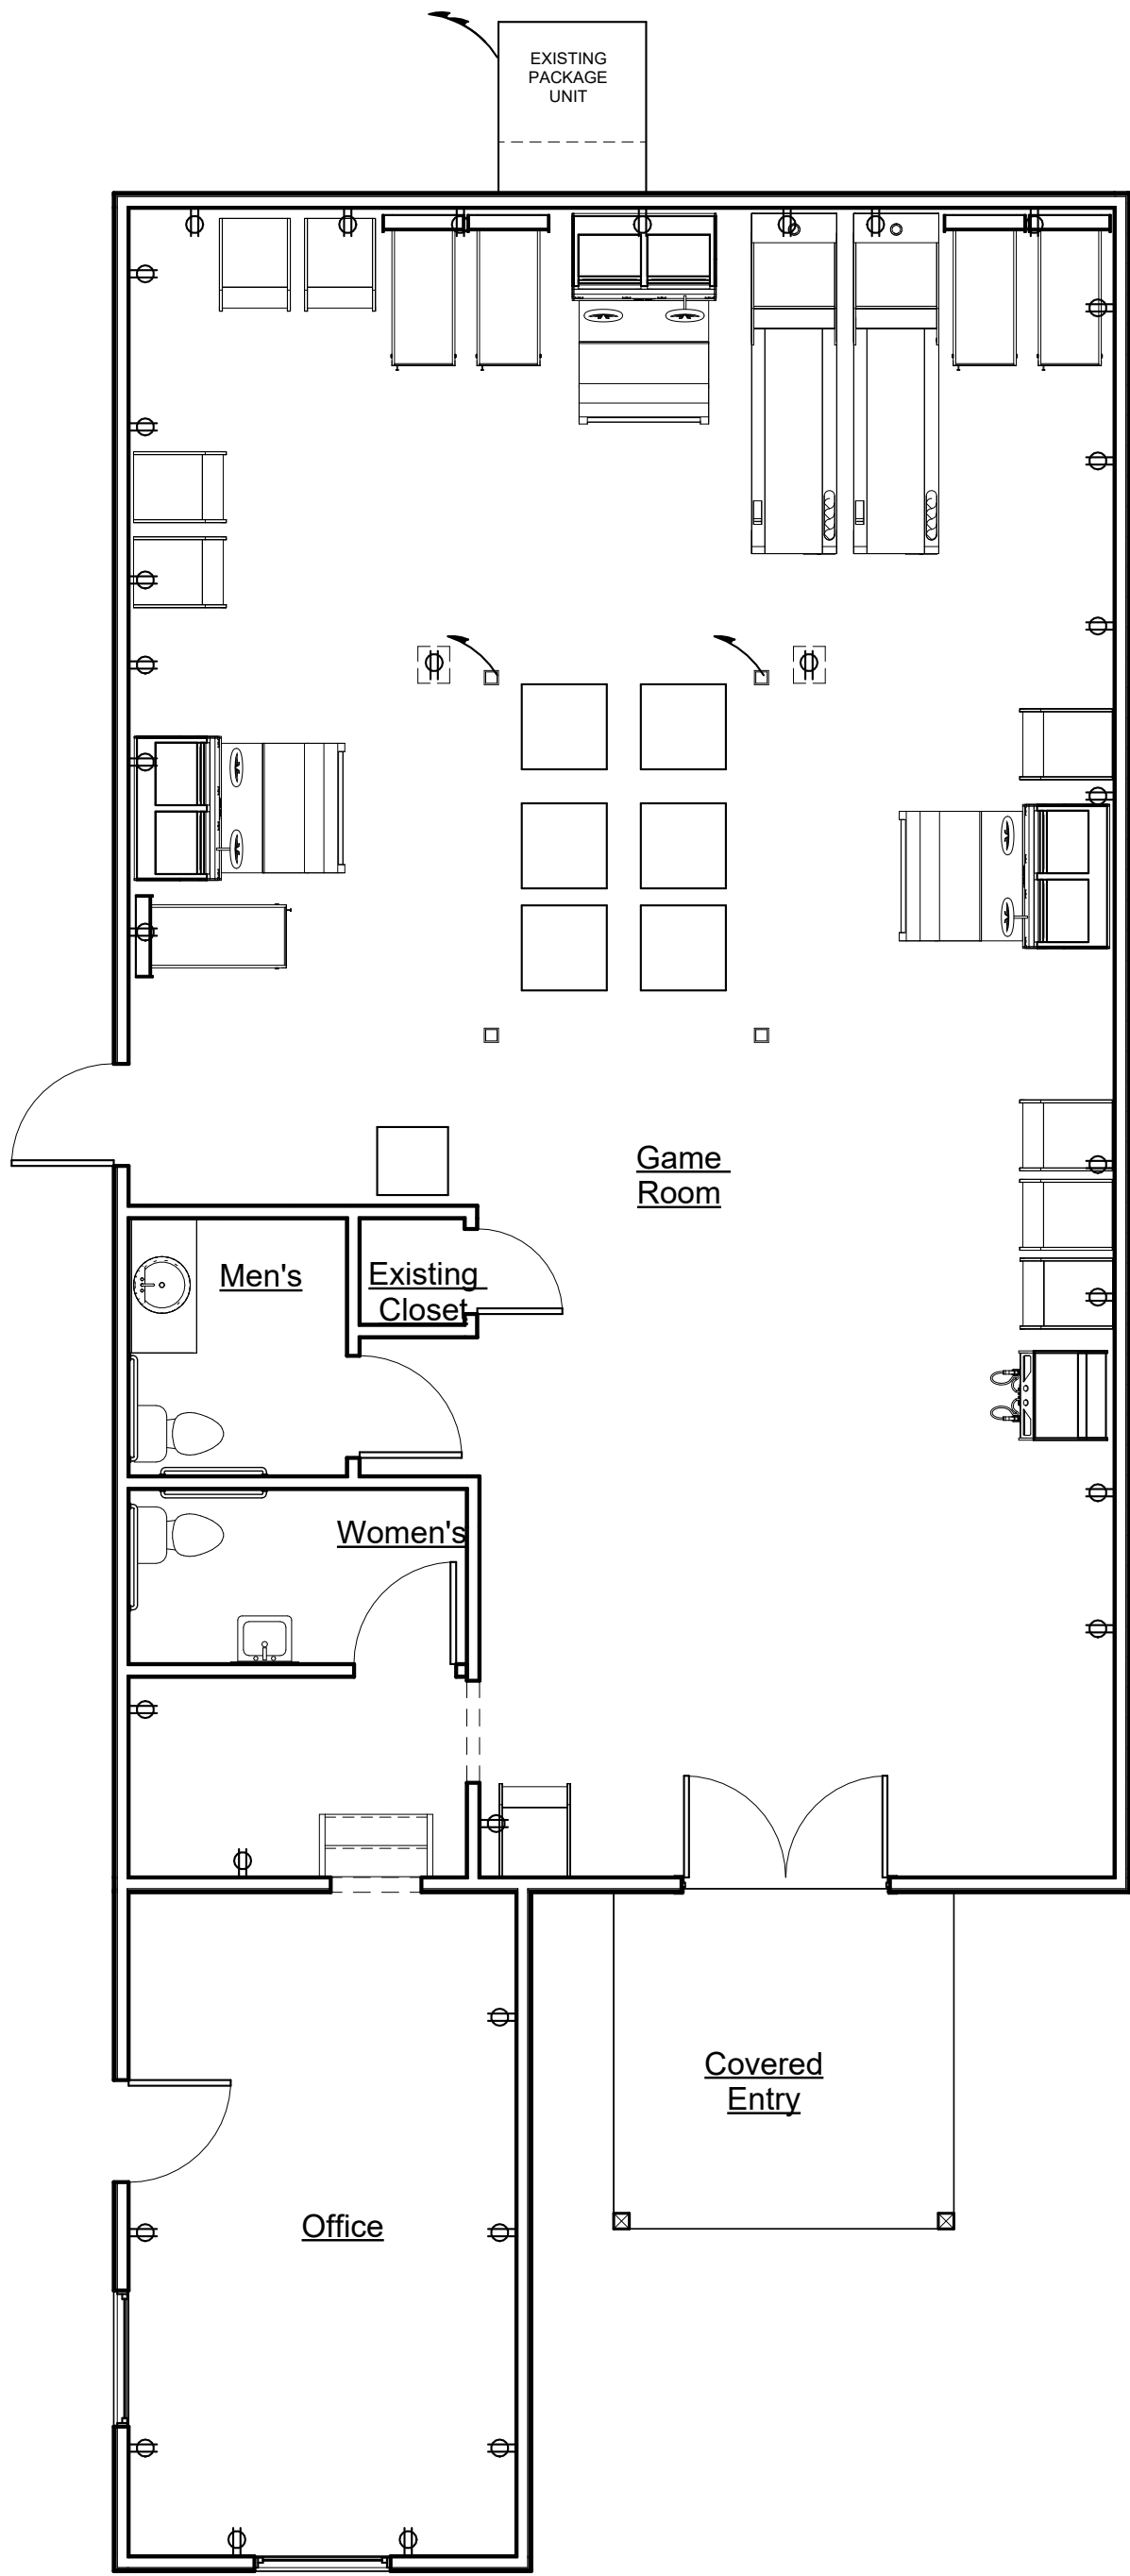 EXISTING
PACKAGE
UNIT
Game
Room
Men's
Existing
Closet
Women's
Covered
Entry
Office